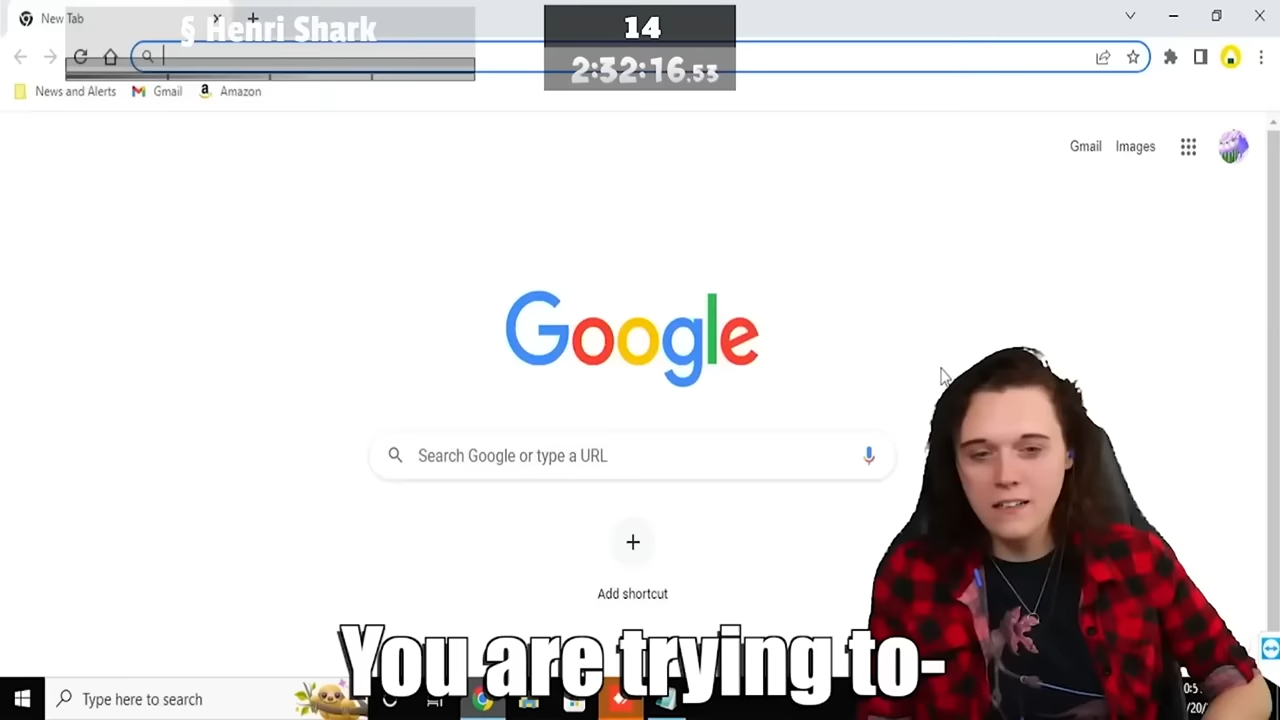 New Tab
§ Henri Shark
14
2:32:16.53
News and Alerts
Gmail
Amazon
Gmail
Images
Google
Search Google or type a URL
Add shortcut
You are trying to-
Type here to search